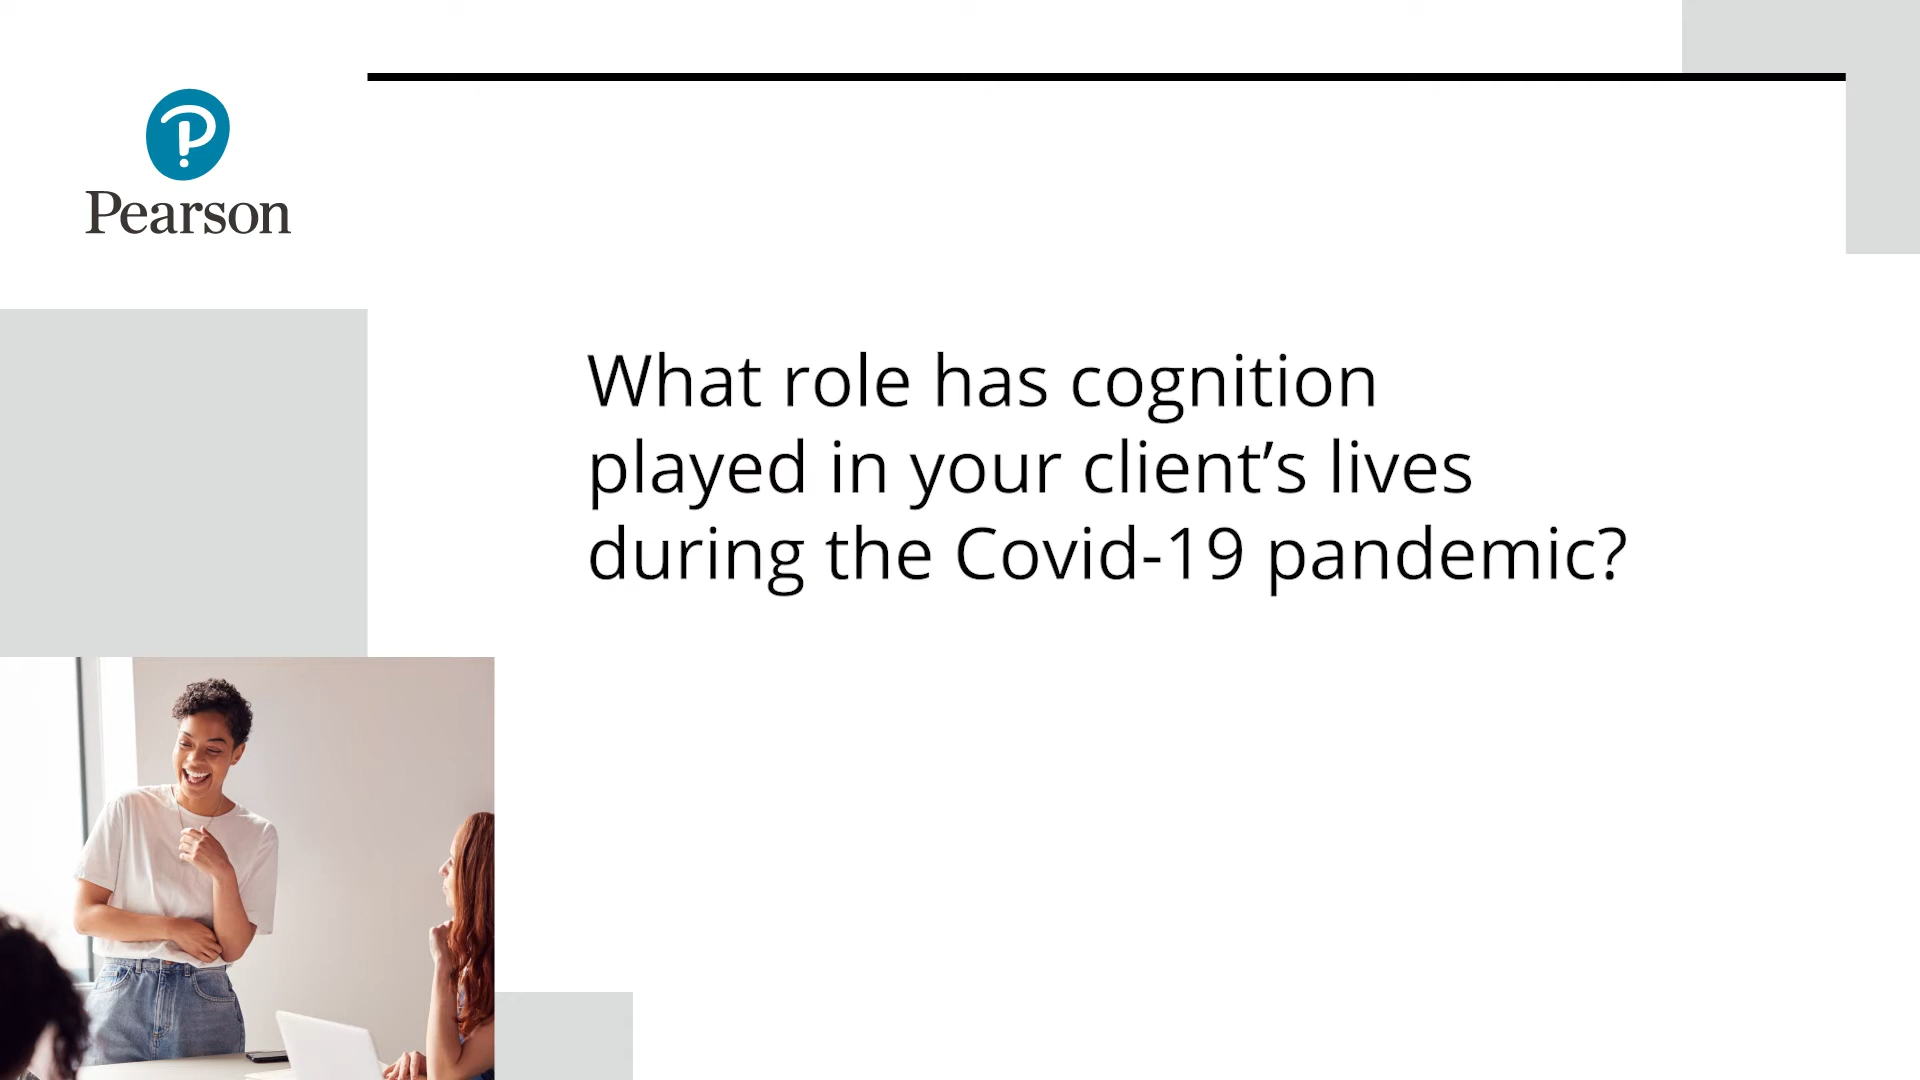 Pearson
What role has cognition
played in your client’s lives
during the Covid-19 pandemic?